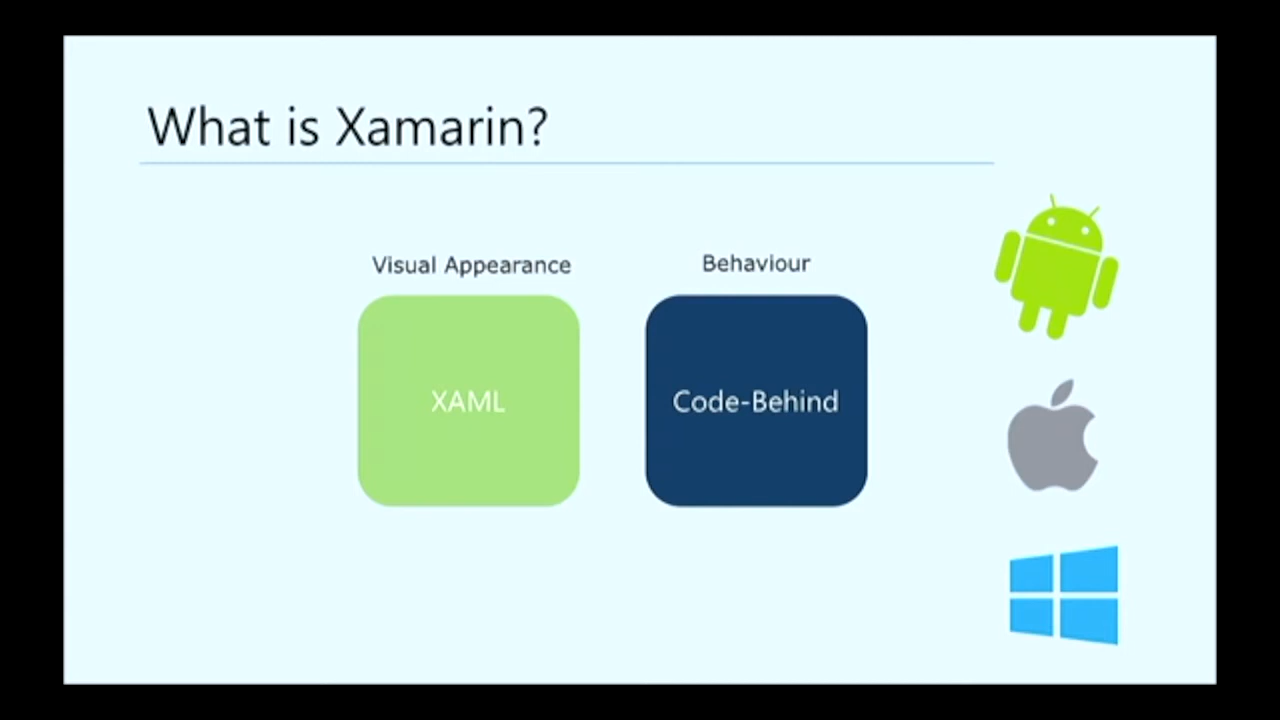 What is Xamarin?
Visual Appearance
Behaviour
XAML
Code-Behind